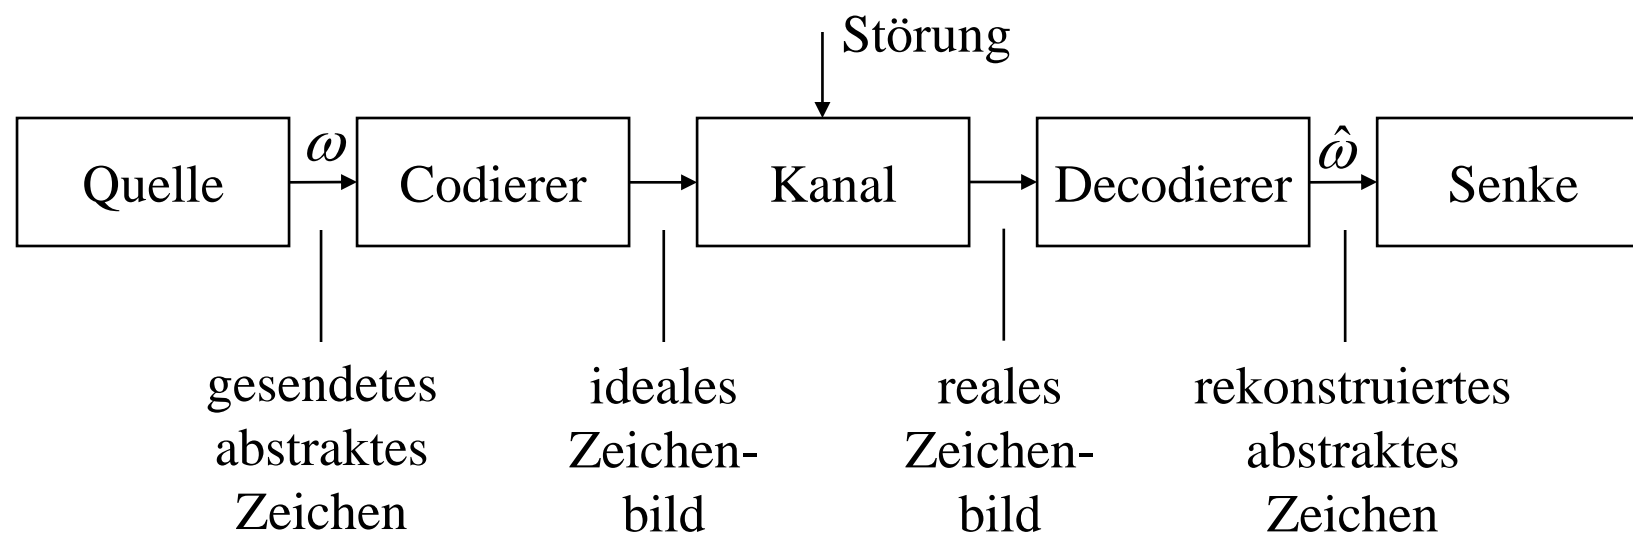 Störung
Quelle
ω
Codierer
Kanal
Decodierer
ω̂
Senke
gesendetes
abstraktes
Zeichen
ideales
Zeichen-
bild
reales
Zeichen-
bild
rekonstruiertes
abstraktes
Zeichen